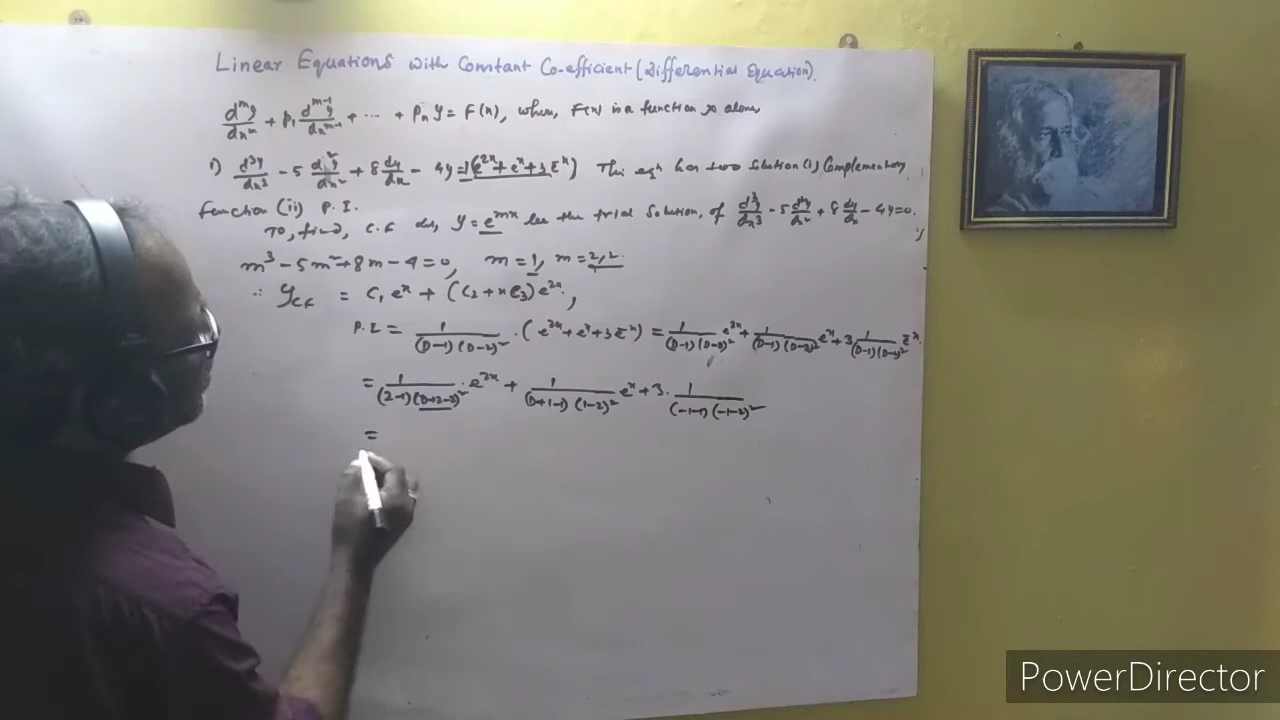 Linear Equations with Constant Co-efficient (Differential Equation).
d^m y/dx^m + P₁ d^(m-1) y/dx^(m-1) + ... + Pₙ y = F(x), where, F(x) is a function x alone
1) d³y/dx³ - 5 d²y/dx² + 8 dy/dx - 4y = 1(e^2x + e^x + 3e^-x) This eqn has two Solution (i) Complementary
Function (ii) P.I.
To, find, C.F let, y = e^mx be the trial Solution, of d³y/dx³ - 5 d²y/dx² + 8 dy/dx - 4y = 0.
m³ - 5m² + 8m - 4 = 0, m = 1, m = 2, 2.
∴ y_CF = C₁ e^x + (C₂ + x C₃) e^2x,
P.I = 1/((D-1)(D-2)²) · (e^2x + e^x + 3e^-x) = 1/((D-1)(D-2)²) e^2x + 1/((D-1)(D-2)²) e^x + 3 1/((D-1)(D-2)²) e^-x.
= 1/((2-1)(D+2-2)²) · e^2x + 1/((D+1-1)(1-2)²) e^x + 3 · 1/((-1-1)(-1-2)²)
=
PowerDirector